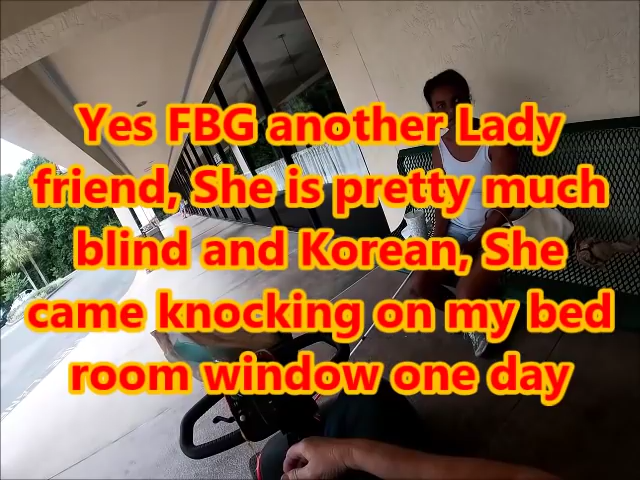 Yes FBG another Lady
friend, She is pretty much
blind and Korean, She
came knocking on my bed
room window one day